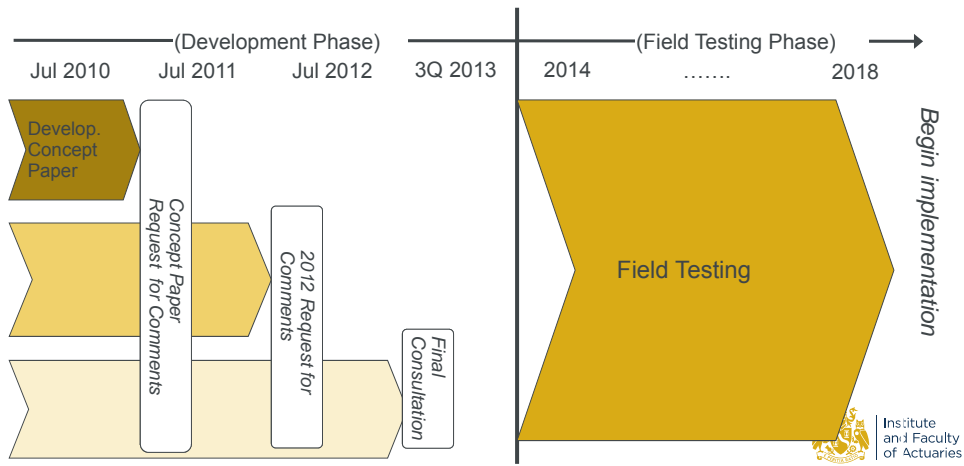 (Development Phase)
(Field Testing Phase)
Jul 2010
Jul 2011
Jul 2012
3Q 2013
2014
.......
2018
Develop.
Concept
Paper
Concept Paper
Request for Comments
2012 Request for
Comments
Final
Consultation
Field Testing
Begin implementation
Institute
and Faculty
of Actuaries